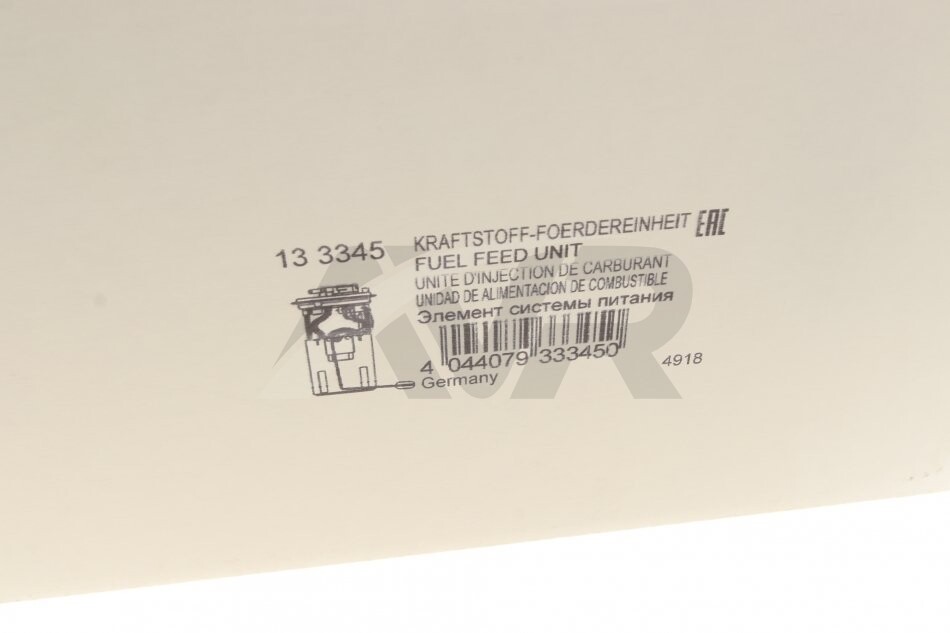 13 3345
KRAFTSTOFF-FOERDEREINHEIT EAC
FUEL FEED UNIT
UNITE D'INJECTION DE CARBURANT
UNIDAD DE ALIMENTACION DE COMBUSTIBLE
Элемент системы питания
4 044079 333450
Germany
4918
AVR